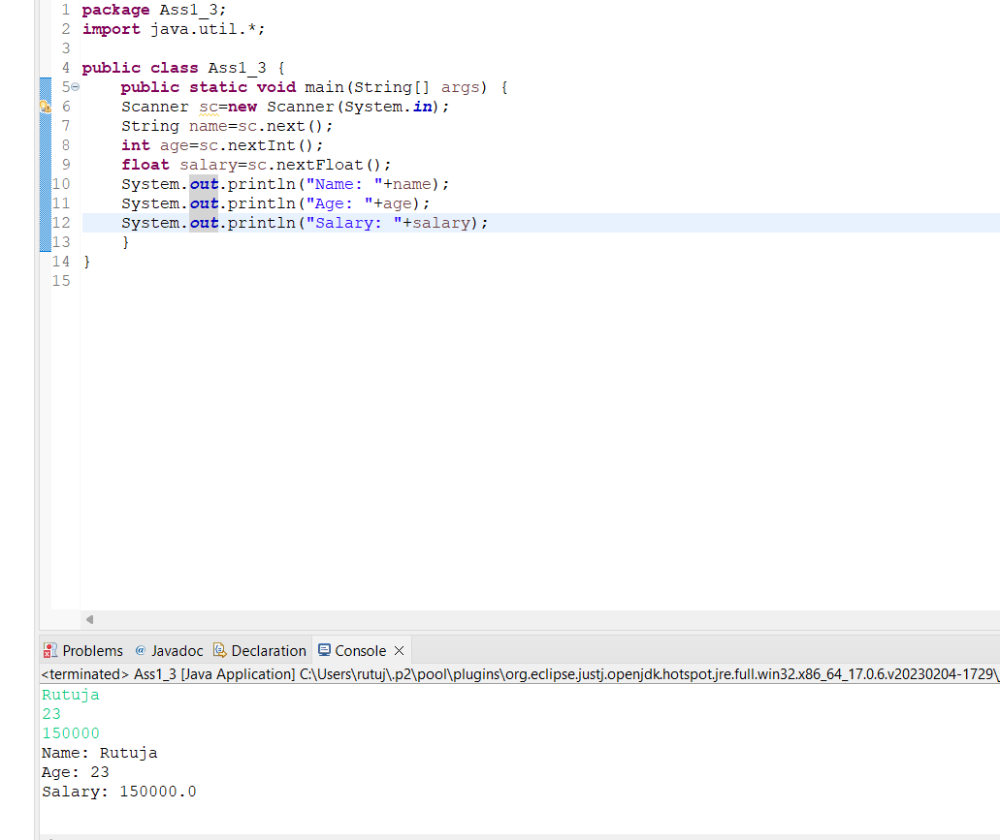 1 package Ass1_3;
2 import java.util.*;
3
4 public class Ass1_3 {
5 public static void main(String[] args) {
6 Scanner sc=new Scanner(System.in);
7 String name=sc.next();
8 int age=sc.nextInt();
9 float salary=sc.nextFloat();
10 System.out.println("Name: "+name);
11 System.out.println("Age: "+age);
12 System.out.println("Salary: "+salary);
13 }
14 }
15
Problems @ Javadoc Declaration Console
<terminated> Ass1_3 [Java Application] C:\Users\rutuj\.p2\pool\plugins\org.eclipse.justj.openjdk.hotspot.jre.full.win32.x86_64_17.0.6.v20230204-1729\
Rutuja
23
150000
Name: Rutuja
Age: 23
Salary: 150000.0